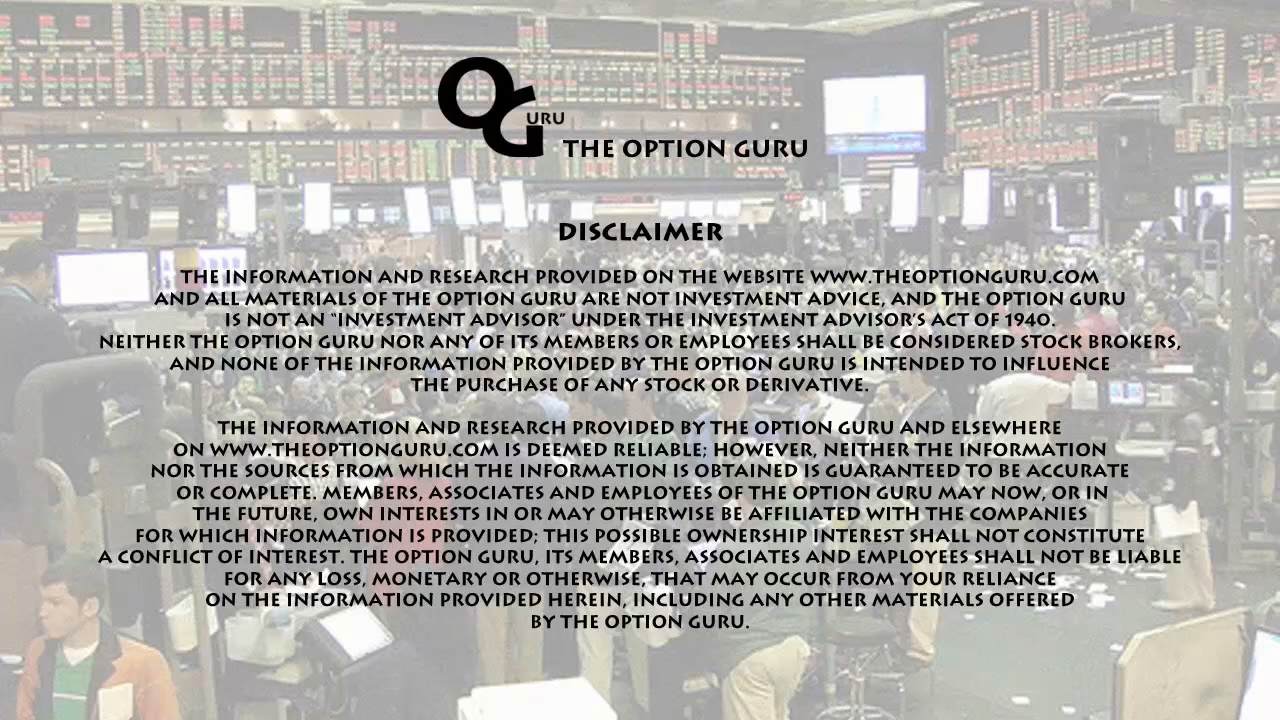 OG URU
THE OPTION GURU
DISCLAIMER
THE INFORMATION AND RESEARCH PROVIDED ON THE WEBSITE WWW.THEOPTIONGURU.COM
AND ALL MATERIALS OF THE OPTION GURU ARE NOT INVESTMENT ADVICE, AND THE OPTION GURU
IS NOT AN “INVESTMENT ADVISOR” UNDER THE INVESTMENT ADVISOR’S ACT OF 1940.
NEITHER THE OPTION GURU NOR ANY OF ITS MEMBERS OR EMPLOYEES SHALL BE CONSIDERED STOCK BROKERS,
AND NONE OF THE INFORMATION PROVIDED BY THE OPTION GURU IS INTENDED TO INFLUENCE
THE PURCHASE OF ANY STOCK OR DERIVATIVE.
THE INFORMATION AND RESEARCH PROVIDED BY THE OPTION GURU AND ELSEWHERE
ON WWW.THEOPTIONGURU.COM IS DEEMED RELIABLE; HOWEVER, NEITHER THE INFORMATION
NOR THE SOURCES FROM WHICH THE INFORMATION IS OBTAINED IS GUARANTEED TO BE ACCURATE
OR COMPLETE. MEMBERS, ASSOCIATES AND EMPLOYEES OF THE OPTION GURU MAY NOW, OR IN
THE FUTURE, OWN INTERESTS IN OR MAY OTHERWISE BE AFFILIATED WITH THE COMPANIES
FOR WHICH INFORMATION IS PROVIDED; THIS POSSIBLE OWNERSHIP INTEREST SHALL NOT CONSTITUTE
A CONFLICT OF INTEREST. THE OPTION GURU, ITS MEMBERS, ASSOCIATES AND EMPLOYEES SHALL NOT BE LIABLE
FOR ANY LOSS, MONETARY OR OTHERWISE, THAT MAY OCCUR FROM YOUR RELIANCE
ON THE INFORMATION PROVIDED HEREIN, INCLUDING ANY OTHER MATERIALS OFFERED
BY THE OPTION GURU.